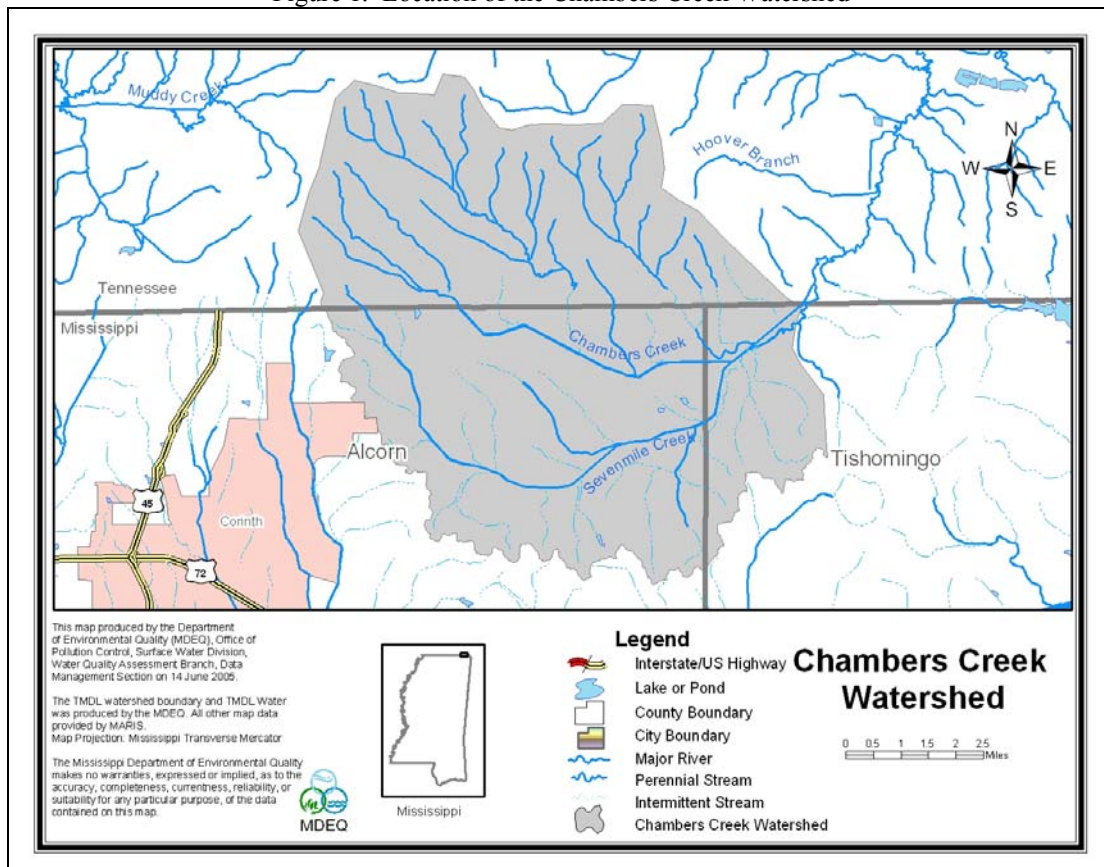 Figure 1. Location of the Chambers Creek Watershed
Muddy Creek
Hoover Branch
N
W E
S
Tennessee
Mississippi
Chambers Creek
Alcorn
Sevenmile Creek
Tishomingo
45
Corinth
72
This map produced by the Department
of Environmental Quality (MDEQ), Office of
Pollution Control, Surface Water Division,
Water Quality Assessment Branch, Data
Management Section on 14 June 2005.
The TMDL watershed boundary and TMDL Water
was produced by the MDEQ. All other map data
provided by MARIS.
Map Projection: Mississippi Transverse Mercator
The Mississippi Department of Environmental Quality
makes no warranties, expressed or implied, as to the
accuracy, completeness, currentness, reliability, or
suitability for any particular purpose, of the data
contained on this map.
MDEQ
Mississippi
Legend
Interstate/US Highway
Lake or Pond
County Boundary
City Boundary
Major River
Perennial Stream
Intermittent Stream
Chambers Creek Watershed
Chambers Creek
Watershed
0 0.5 1 1.5 2 2.5
Miles